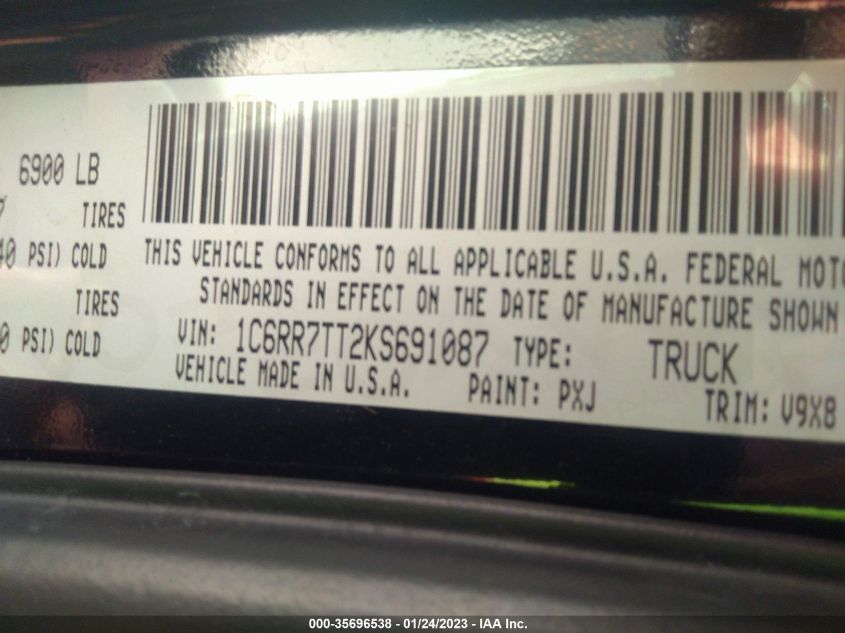 6900 LB
TIRES
40 PSI) COLD
THIS VEHICLE CONFORMS TO ALL APPLICABLE U.S.A. FEDERAL MOTO
TIRES
STANDARDS IN EFFECT ON THE DATE OF MANUFACTURE SHOWN
0 PSI) COLD
VIN: 1C6RR7TT2KS691087 TYPE: TRUCK
VEHICLE MADE IN U.S.A. PAINT: PXJ TRIM: V9X8
000-35696538 - 01/24/2023 - IAA Inc.